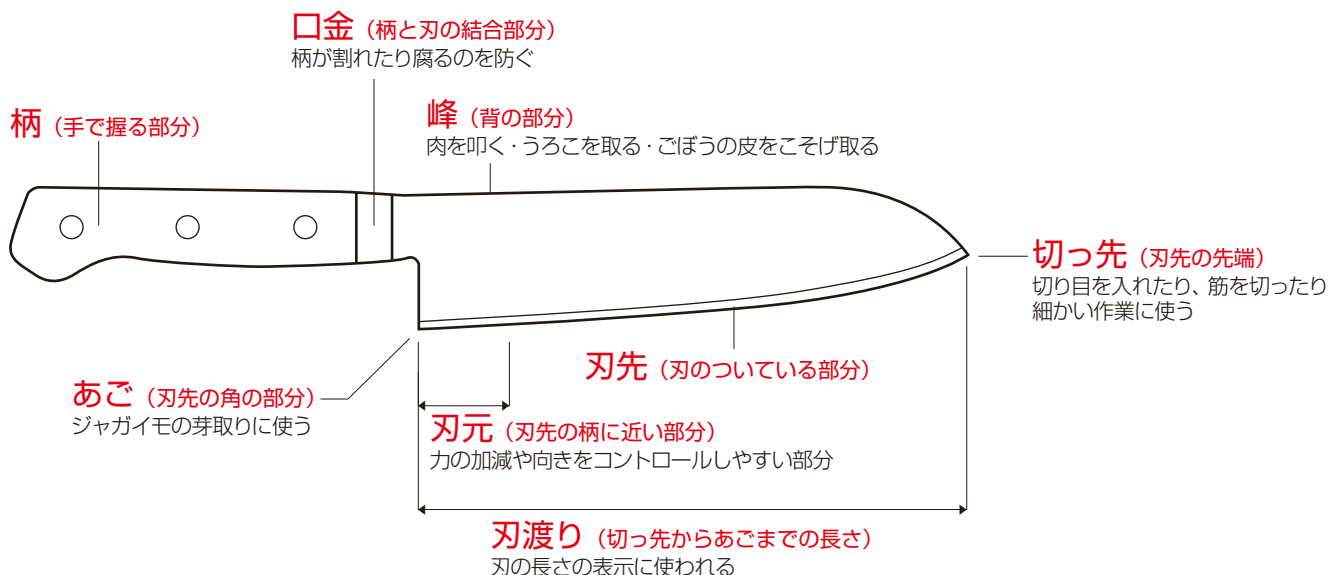 口金（柄と刃の結合部分）
柄が割れたり腐るのを防ぐ
柄（手で握る部分）
峰（背の部分）
肉を叩く・うろこを取る・ごぼうの皮をこそげ取る
切っ先（刃先の先端）
切り目を入れたり、筋を切ったり
細かい作業に使う
刃先（刃のついている部分）
あご（刃先の角の部分）
ジャガイモの芽取りに使う
刃元（刃先の柄に近い部分）
力の加減や向きをコントロールしやすい部分
刃渡り（切っ先からあごまでの長さ）
刃の長さの表示に使われる